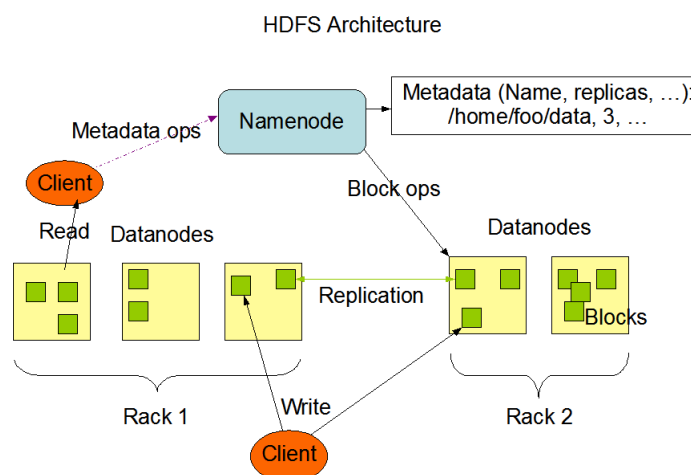 HDFS Architecture
Metadata (Name, replicas, …):
/home/foo/data, 3, …
Namenode
Metadata ops
Client
Block ops
Read
Datanodes
Datanodes
Replication
Blocks
Rack 1
Write
Rack 2
Client